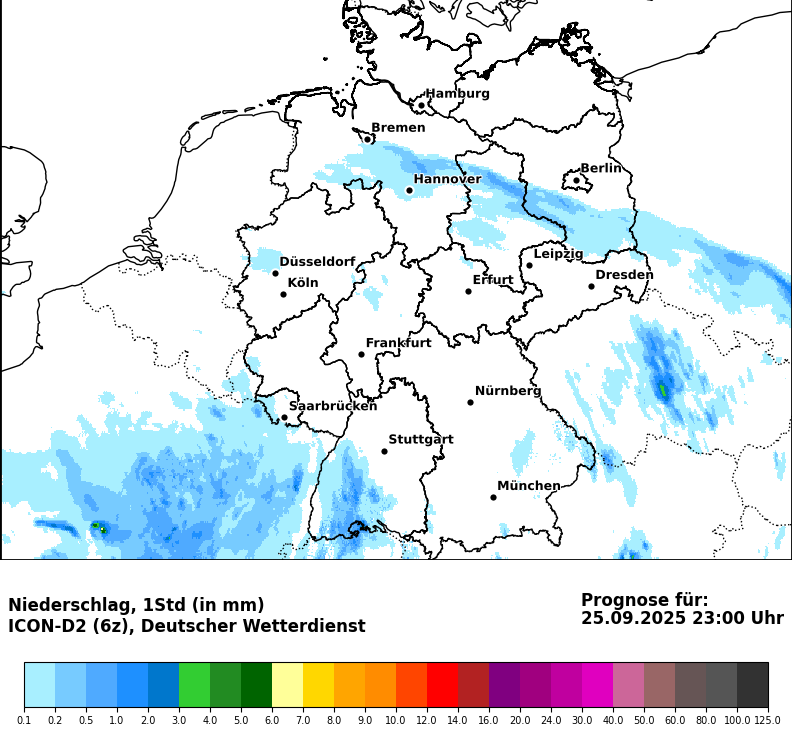 Hamburg
Bremen
Berlin
Hannover
Düsseldorf
Leipzig
Dresden
Köln
Erfurt
Frankfurt
Nürnberg
Saarbrücken
Stuttgart
München
Niederschlag, 1Std (in mm)
ICON-D2 (6z), Deutscher Wetterdienst
Prognose für:
25.09.2025 23:00 Uhr
0.1 0.2 0.5 1.0 2.0 3.0 4.0 5.0 6.0 7.0 8.0 9.0 10.0 12.0 14.0 16.0 20.0 24.0 30.0 40.0 50.0 60.0 80.0 100.0 125.0